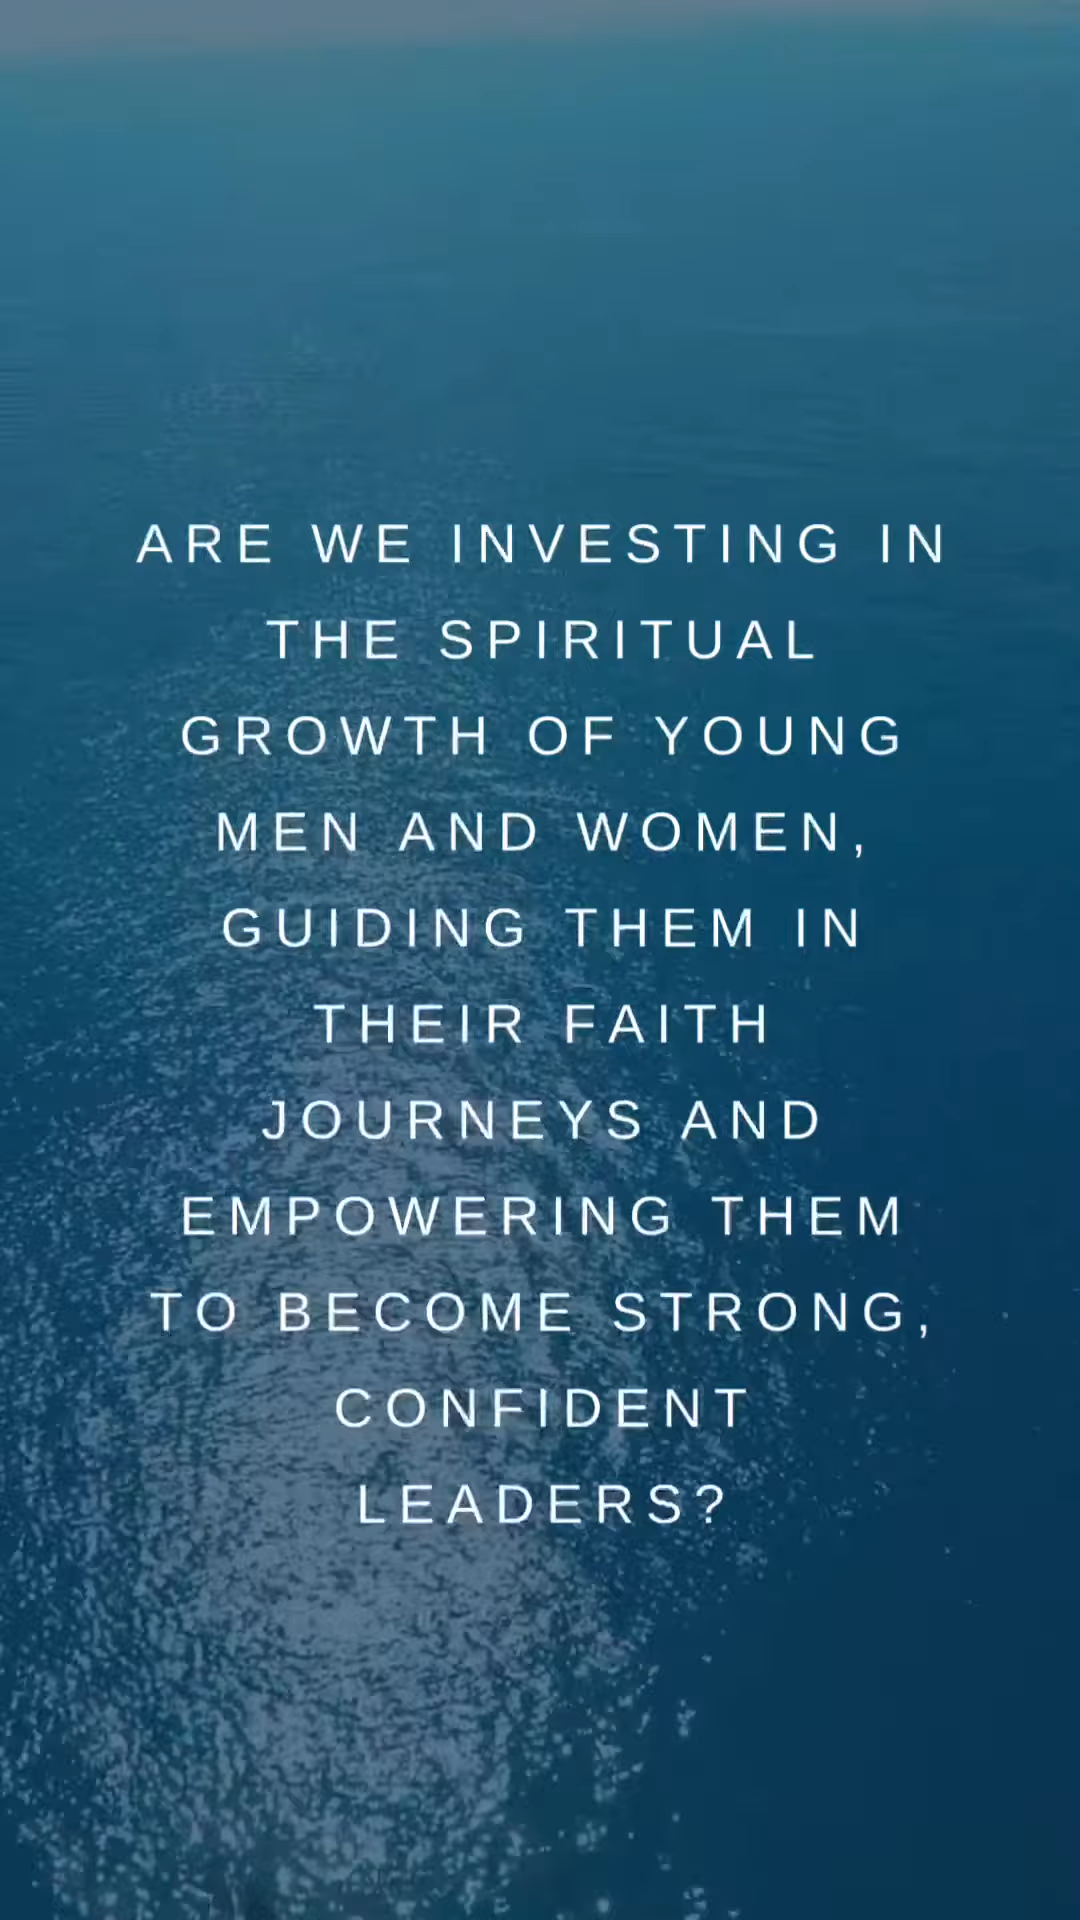 ARE WE INVESTING IN
THE SPIRITUAL
GROWTH OF YOUNG
MEN AND WOMEN,
GUIDING THEM IN
THEIR FAITH
JOURNEYS AND
EMPOWERING THEM
TO BECOME STRONG,
CONFIDENT
LEADERS?